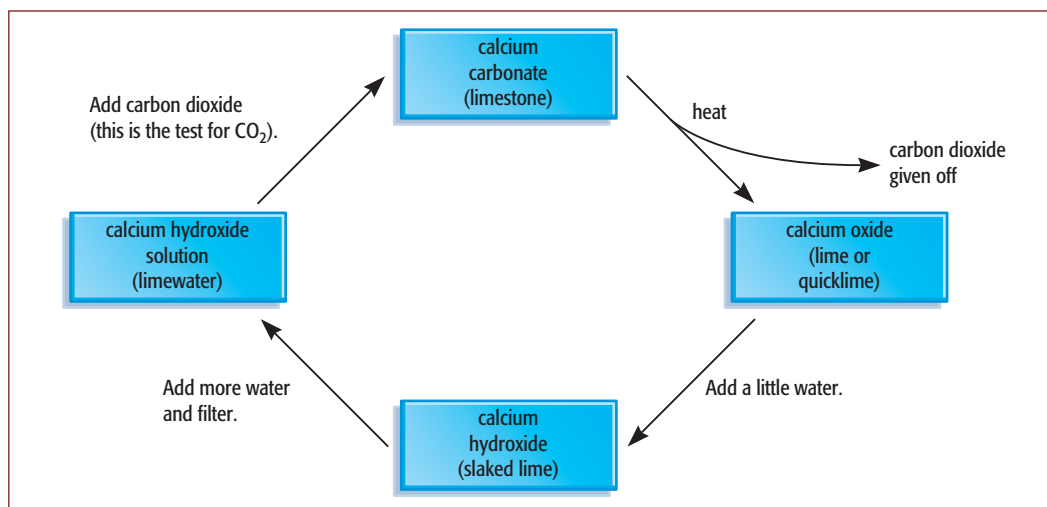 calcium
carbonate
(limestone)
Add carbon dioxide
(this is the test for CO₂).
heat
carbon dioxide
given off
calcium hydroxide
solution
(limewater)
calcium oxide
(lime or
quicklime)
Add more water
and filter.
Add a little water.
calcium
hydroxide
(slaked lime)